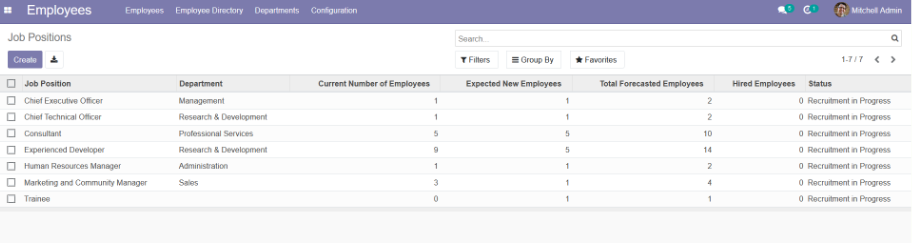 Employees Employees Employee Directory Departments Configuration 5 1 Mitchell Admin
Job Positions Search...
Create Filters Group By Favorites 1-7 / 7
Job Position Department Current Number of Employees Expected New Employees Total Forecasted Employees Hired Employees Status
Chief Executive Officer Management 1 1 2 0 Recruitment in Progress
Chief Technical Officer Research & Development 1 1 2 0 Recruitment in Progress
Consultant Professional Services 5 5 10 0 Recruitment in Progress
Experienced Developer Research & Development 9 5 14 0 Recruitment in Progress
Human Resources Manager Administration 1 1 2 0 Recruitment in Progress
Marketing and Community Manager Sales 3 1 4 0 Recruitment in Progress
Trainee 0 1 1 0 Recruitment in Progress